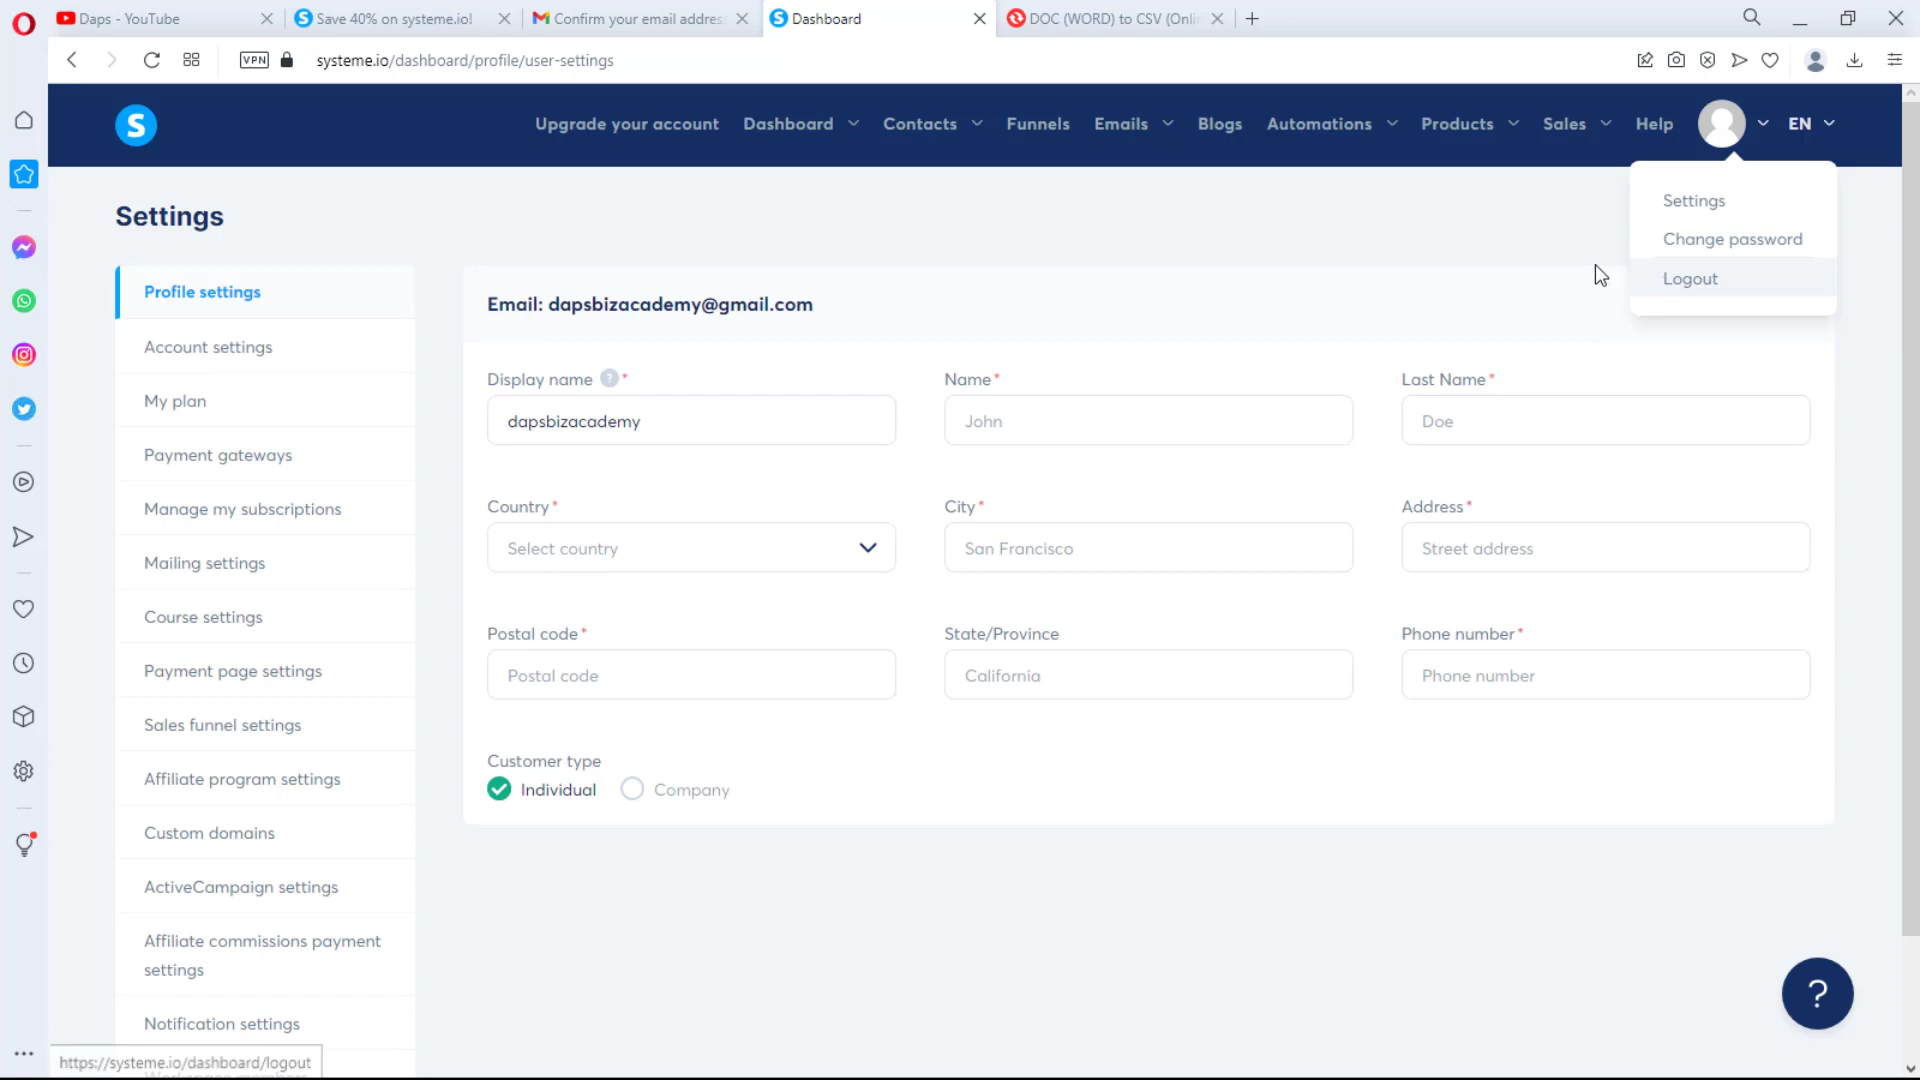 Daps - YouTube
Save 40% on systeme.io!
Confirm your email addres
Dashboard
DOC (WORD) to CSV (Onli
VPN
systeme.io/dashboard/profile/user-settings
S
Upgrade your account
Dashboard
Contacts
Funnels
Emails
Blogs
Automations
Products
Sales
Help
EN
Settings
Change password
Logout
Settings
Profile settings
Account settings
My plan
Payment gateways
Manage my subscriptions
Mailing settings
Course settings
Payment page settings
Sales funnel settings
Affiliate program settings
Custom domains
ActiveCampaign settings
Affiliate commissions payment
settings
Notification settings
Email: dapsbizacademy@gmail.com
Display name ? *
Name *
Last Name *
dapsbizacademy
John
Doe
Country *
City *
Address *
Select country
San Francisco
Street address
Postal code *
State/Province
Phone number *
Postal code
California
Phone number
Customer type
Individual
Company
?
https://systeme.io/dashboard/logout